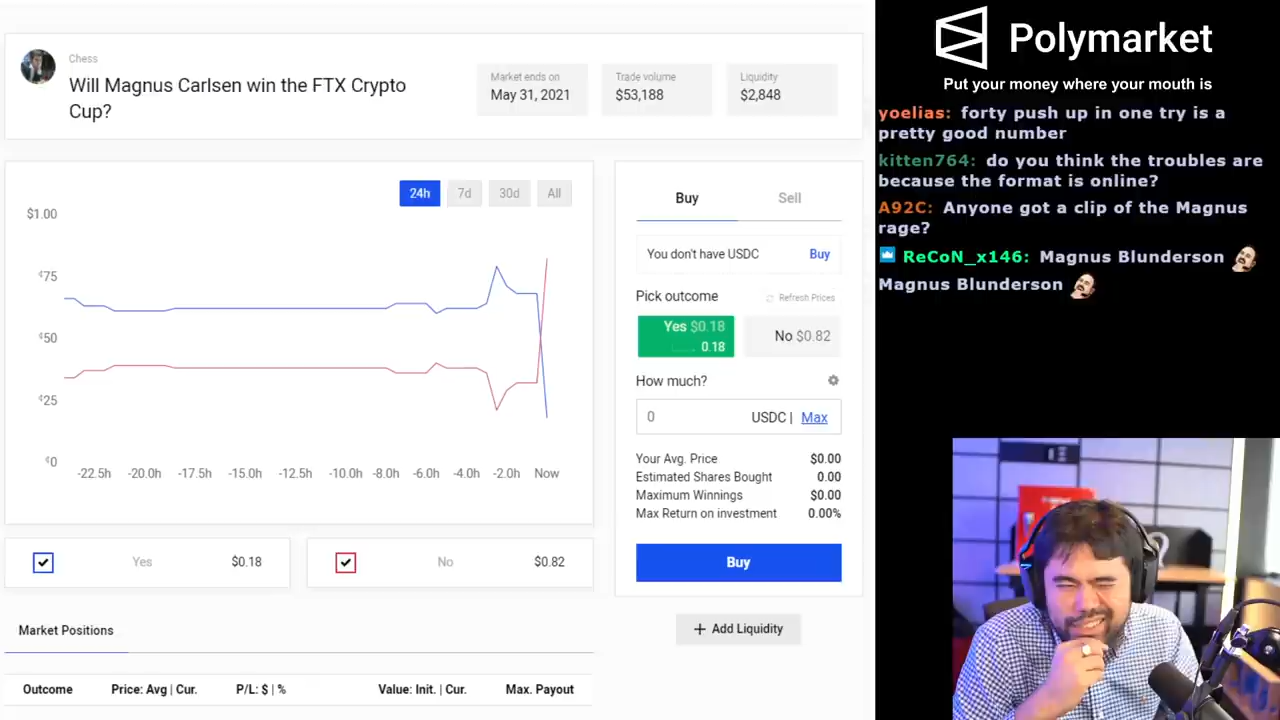 Chess
Will Magnus Carlsen win the FTX Crypto
Cup?
Market ends on
May 31, 2021
Trade volume
$53,188
Liquidity
$2,848
24h
7d
30d
All
$1.00
¢75
¢50
¢25
¢0
-22.5h -20.0h -17.5h -15.0h -12.5h -10.0h -8.0h -6.0h -4.0h -2.0h Now
Yes $0.18
No $0.82
Market Positions
Outcome Price: Avg | Cur. P/L: $ | % Value: Init. | Cur. Max. Payout
Buy Sell
You don't have USDC Buy
Pick outcome Refresh Prices
Yes $0.18
0.18
No $0.82
How much?
0 USDC | Max
Your Avg. Price $0.00
Estimated Shares Bought 0.00
Maximum Winnings $0.00
Max Return on investment 0.00%
Buy
+ Add Liquidity
Polymarket
Put your money where your mouth is
yoelias: forty push up in one try is a
pretty good number
kitten764: do you think the troubles are
because the format is online?
A92C: Anyone got a clip of the Magnus
rage?
ReCoN_x146: Magnus Blunderson
Magnus Blunderson